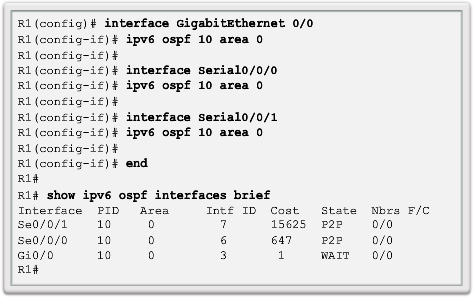 R1(config)# interface GigabitEthernet 0/0
R1(config-if)# ipv6 ospf 10 area 0
R1(config-if)#
R1(config-if)# interface Serial0/0/0
R1(config-if)# ipv6 ospf 10 area 0
R1(config-if)#
R1(config-if)# interface Serial0/0/1
R1(config-if)# ipv6 ospf 10 area 0
R1(config-if)#
R1(config-if)# end
R1#
R1# show ipv6 ospf interfaces brief
Interface PID Area Intf ID Cost State Nbrs F/C
Se0/0/1 10 0 7 15625 P2P 0/0
Se0/0/0 10 0 6 647 P2P 0/0
Gi0/0 10 0 3 1 WAIT 0/0
R1#